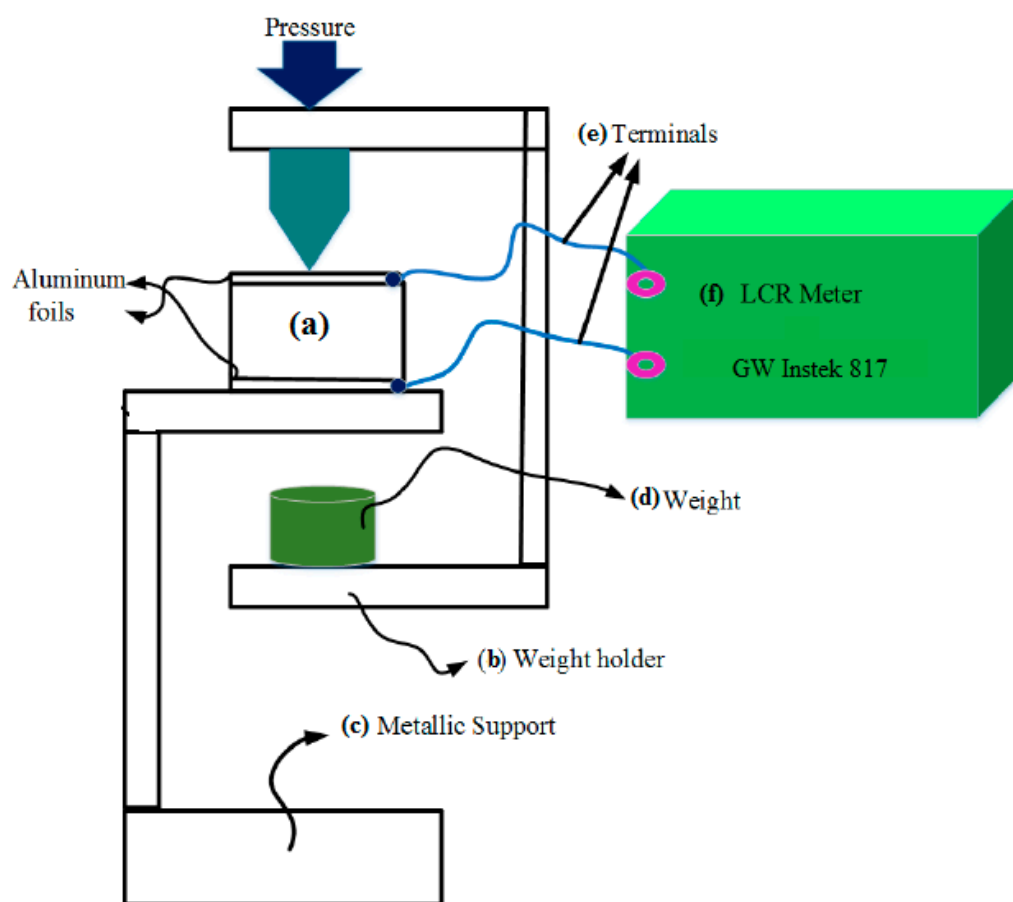 Pressure
(e) Terminals
Aluminum
foils
(a)
(f) LCR Meter
GW Instek 817
(d) Weight
(b) Weight holder
(c) Metallic Support